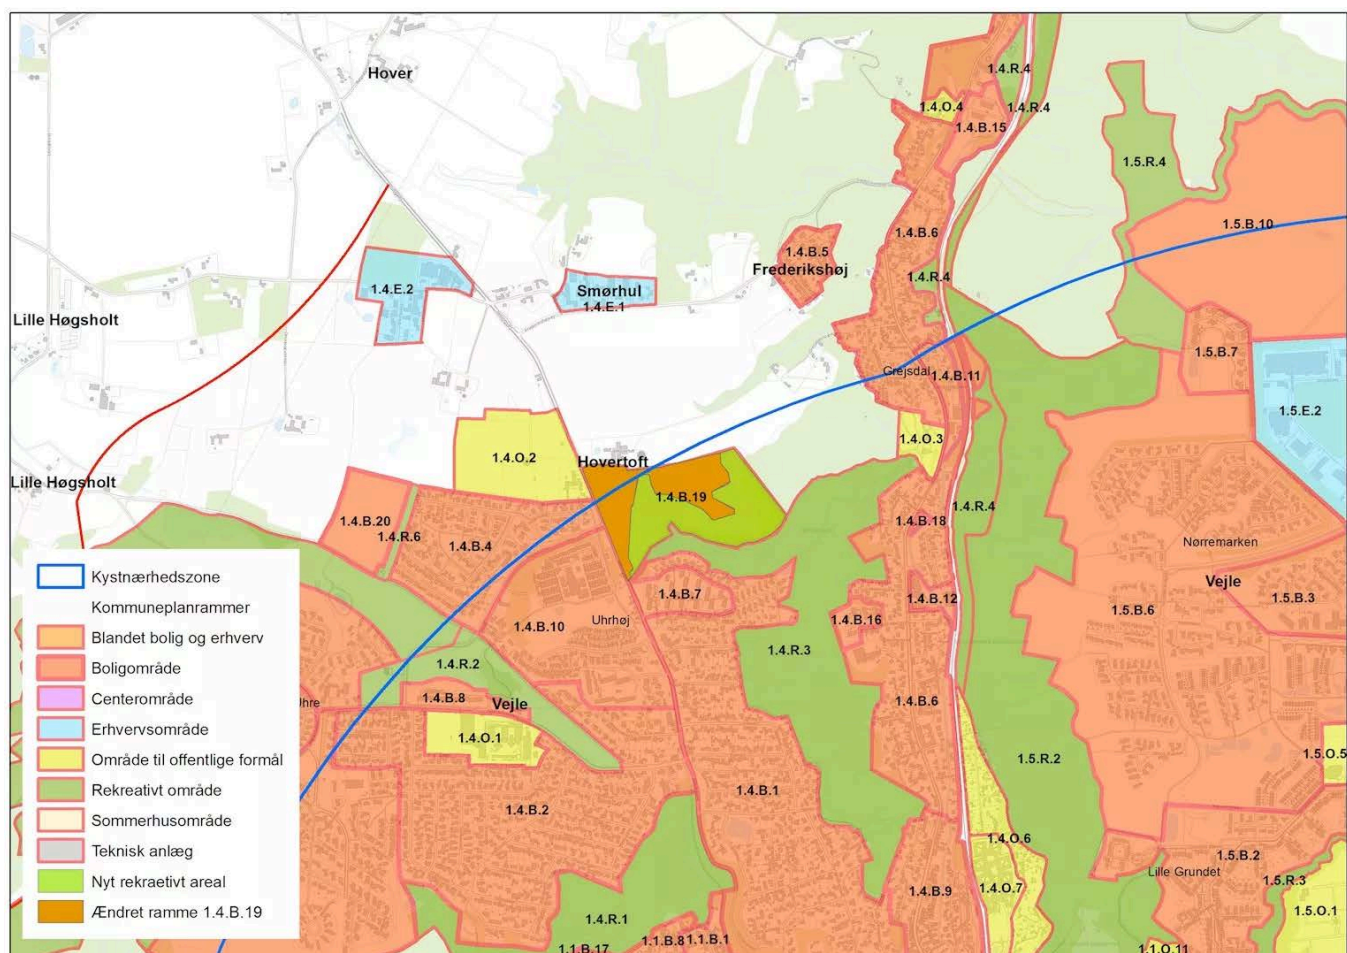 Hover
1.4.R.4
1.4.O.4
1.4.R.4
1.4.B.15
1.5.R.4
1.4.B.6
1.5.B.10
1.4.B.5
Frederikshøj
1.4.R.4
1.4.E.2
Smørhul
1.4.E.1
Lille Høgsholt
1.5.B.7
Grejsdal
1.4.B.11
1.5.E.2
1.4.O.3
1.4.O.2
Hovertoft
Lille Høgsholt
1.4.B.19
1.4.R.4
1.4.B.20
1.4.B.18
1.4.R.6
1.4.B.4
Nørremarken
Vejle
1.4.B.7
1.4.B.12
1.5.B.3
1.5.B.6
1.4.B.16
Uhrhøj
1.4.B.10
1.4.R.3
1.4.R.2
1.4.B.8
Vejle
1.4.B.6
1.4.O.1
1.5.O.5
1.5.R.2
1.4.B.1
1.4.B.2
1.4.O.6
1.5.B.2
Lille Grundet
1.5.R.3
1.4.B.9
1.4.O.7
1.5.O.1
1.4.R.1
1.1.B.8
1.1.B.1
1.1.B.17
1.1.O.11
Kystnærhedszone
Kommuneplanrammer
Blandet bolig og erhverv
Boligområde
Centerområde
Erhvervsområde
Område til offentlige formål
Rekreativt område
Sommerhusområde
Teknisk anlæg
Nyt rekraetivt areal
Ændret ramme 1.4.B.19